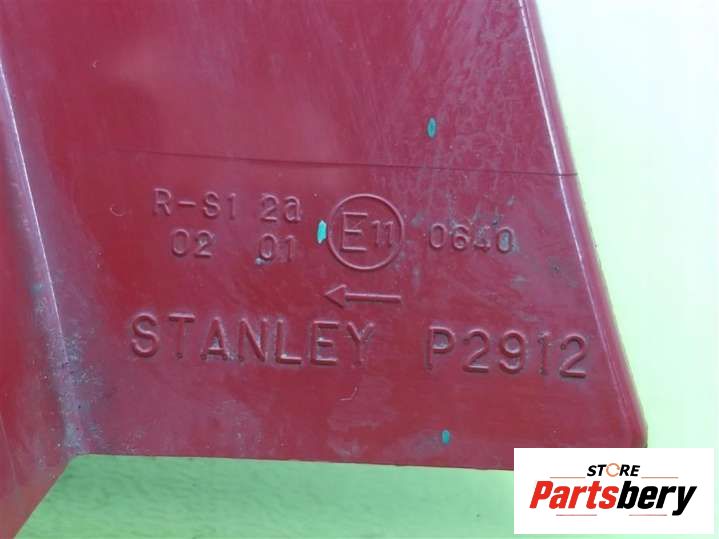 R-S1 2a
02 01 E11 0640
←
STANLEY P2912
STORE
Partsbery